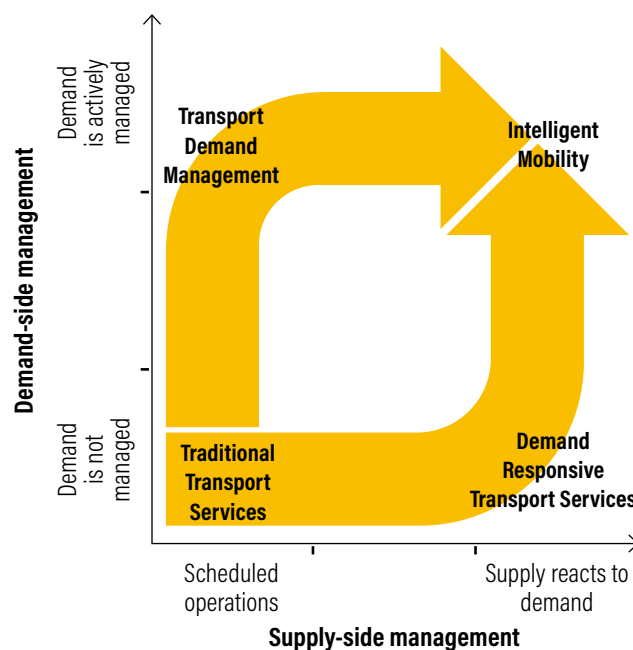 Demand-side management
Demand
is actively
managed
Demand
is not
managed
Transport
Demand
Management
Intelligent
Mobility
Traditional
Transport
Services
Demand
Responsive
Transport Services
Scheduled
operations
Supply reacts to
demand
Supply-side management